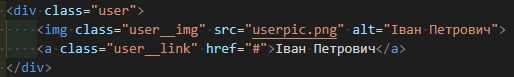 <div class="user">
<img class="user__img" src="userpic.png" alt="Іван Петрович">
<a class="user__link" href="#">Іван Петрович</a>
</div>